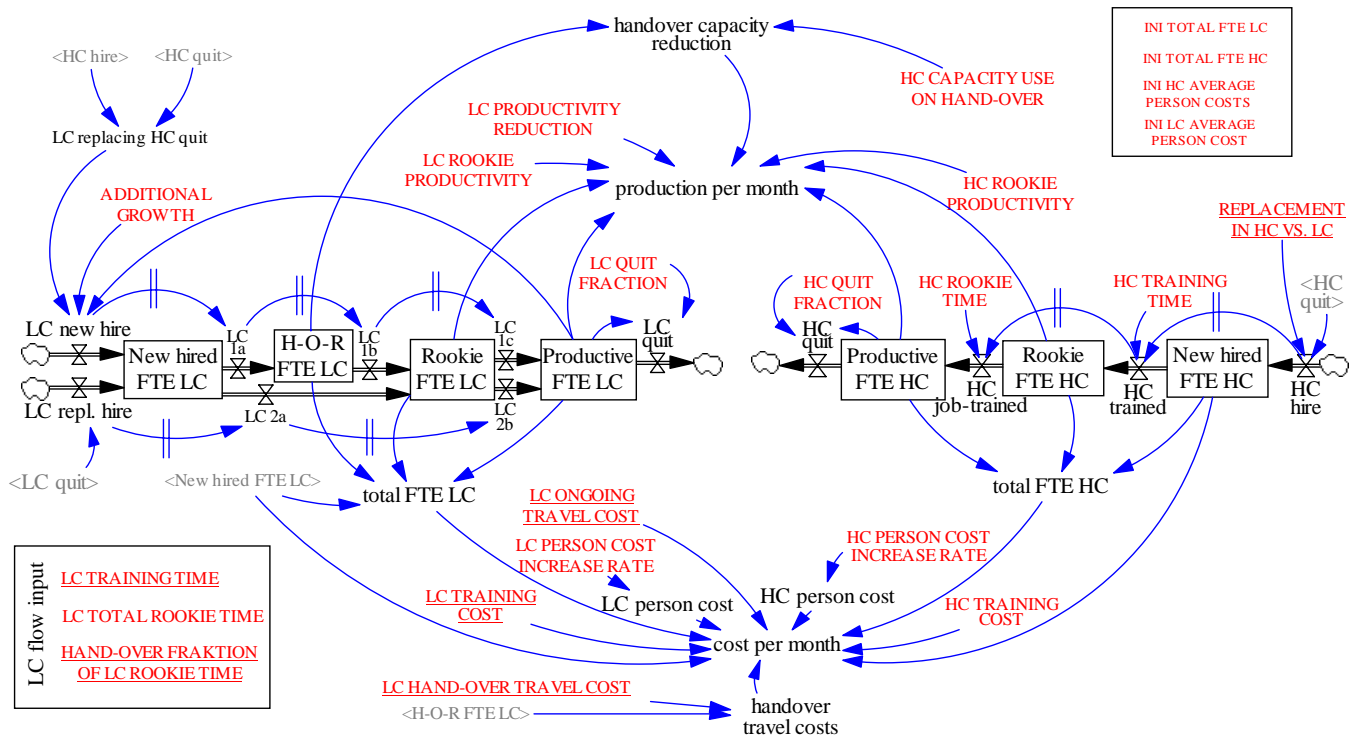 handover capacity
reduction
INI TOTAL FTE LC
INI TOTAL FTE HC
INI HC AVERAGE
PERSON COSTS
INI LC AVERAGE
PERSON COST
<HC hire>
<HC quit>
HC CAPACITY USE
ON HAND-OVER
LC PRODUCTIVITY
REDUCTION
LC replacing HC quit
LC ROOKIE
PRODUCTIVITY
production per month
HC ROOKIE
PRODUCTIVITY
ADDITIONAL
GROWTH
REPLACEMENT
IN HC VS. LC
LC QUIT
FRACTION
HC QUIT
FRACTION
HC ROOKIE
TIME
HC TRAINING
TIME
<HC
quit>
LC new hire
LC
1a
H-O-R
FTE LC
LC
1b
LC
1c
LC
quit
HC
quit
New hired
FTE LC
Rookie
FTE LC
Productive
FTE LC
Productive
FTE HC
Rookie
FTE HC
New hired
FTE HC
HC
job-trained
HC
trained
HC
hire
LC repl. hire
LC 2a
LC
2b
<LC quit>
<New hired FTE LC>
total FTE LC
total FTE HC
LC ONGOING
TRAVEL COST
LC PERSON COST
INCREASE RATE
HC PERSON COST
INCREASE RATE
LC flow input
LC TRAINING TIME
LC TOTAL ROOKIE TIME
HAND-OVER FRAKTION
OF LC ROOKIE TIME
LC TRAINING
COST
LC person cost
HC person cost
HC TRAINING
COST
cost per month
LC HAND-OVER TRAVEL COST
<H-O-R FTE LC>
handover
travel costs